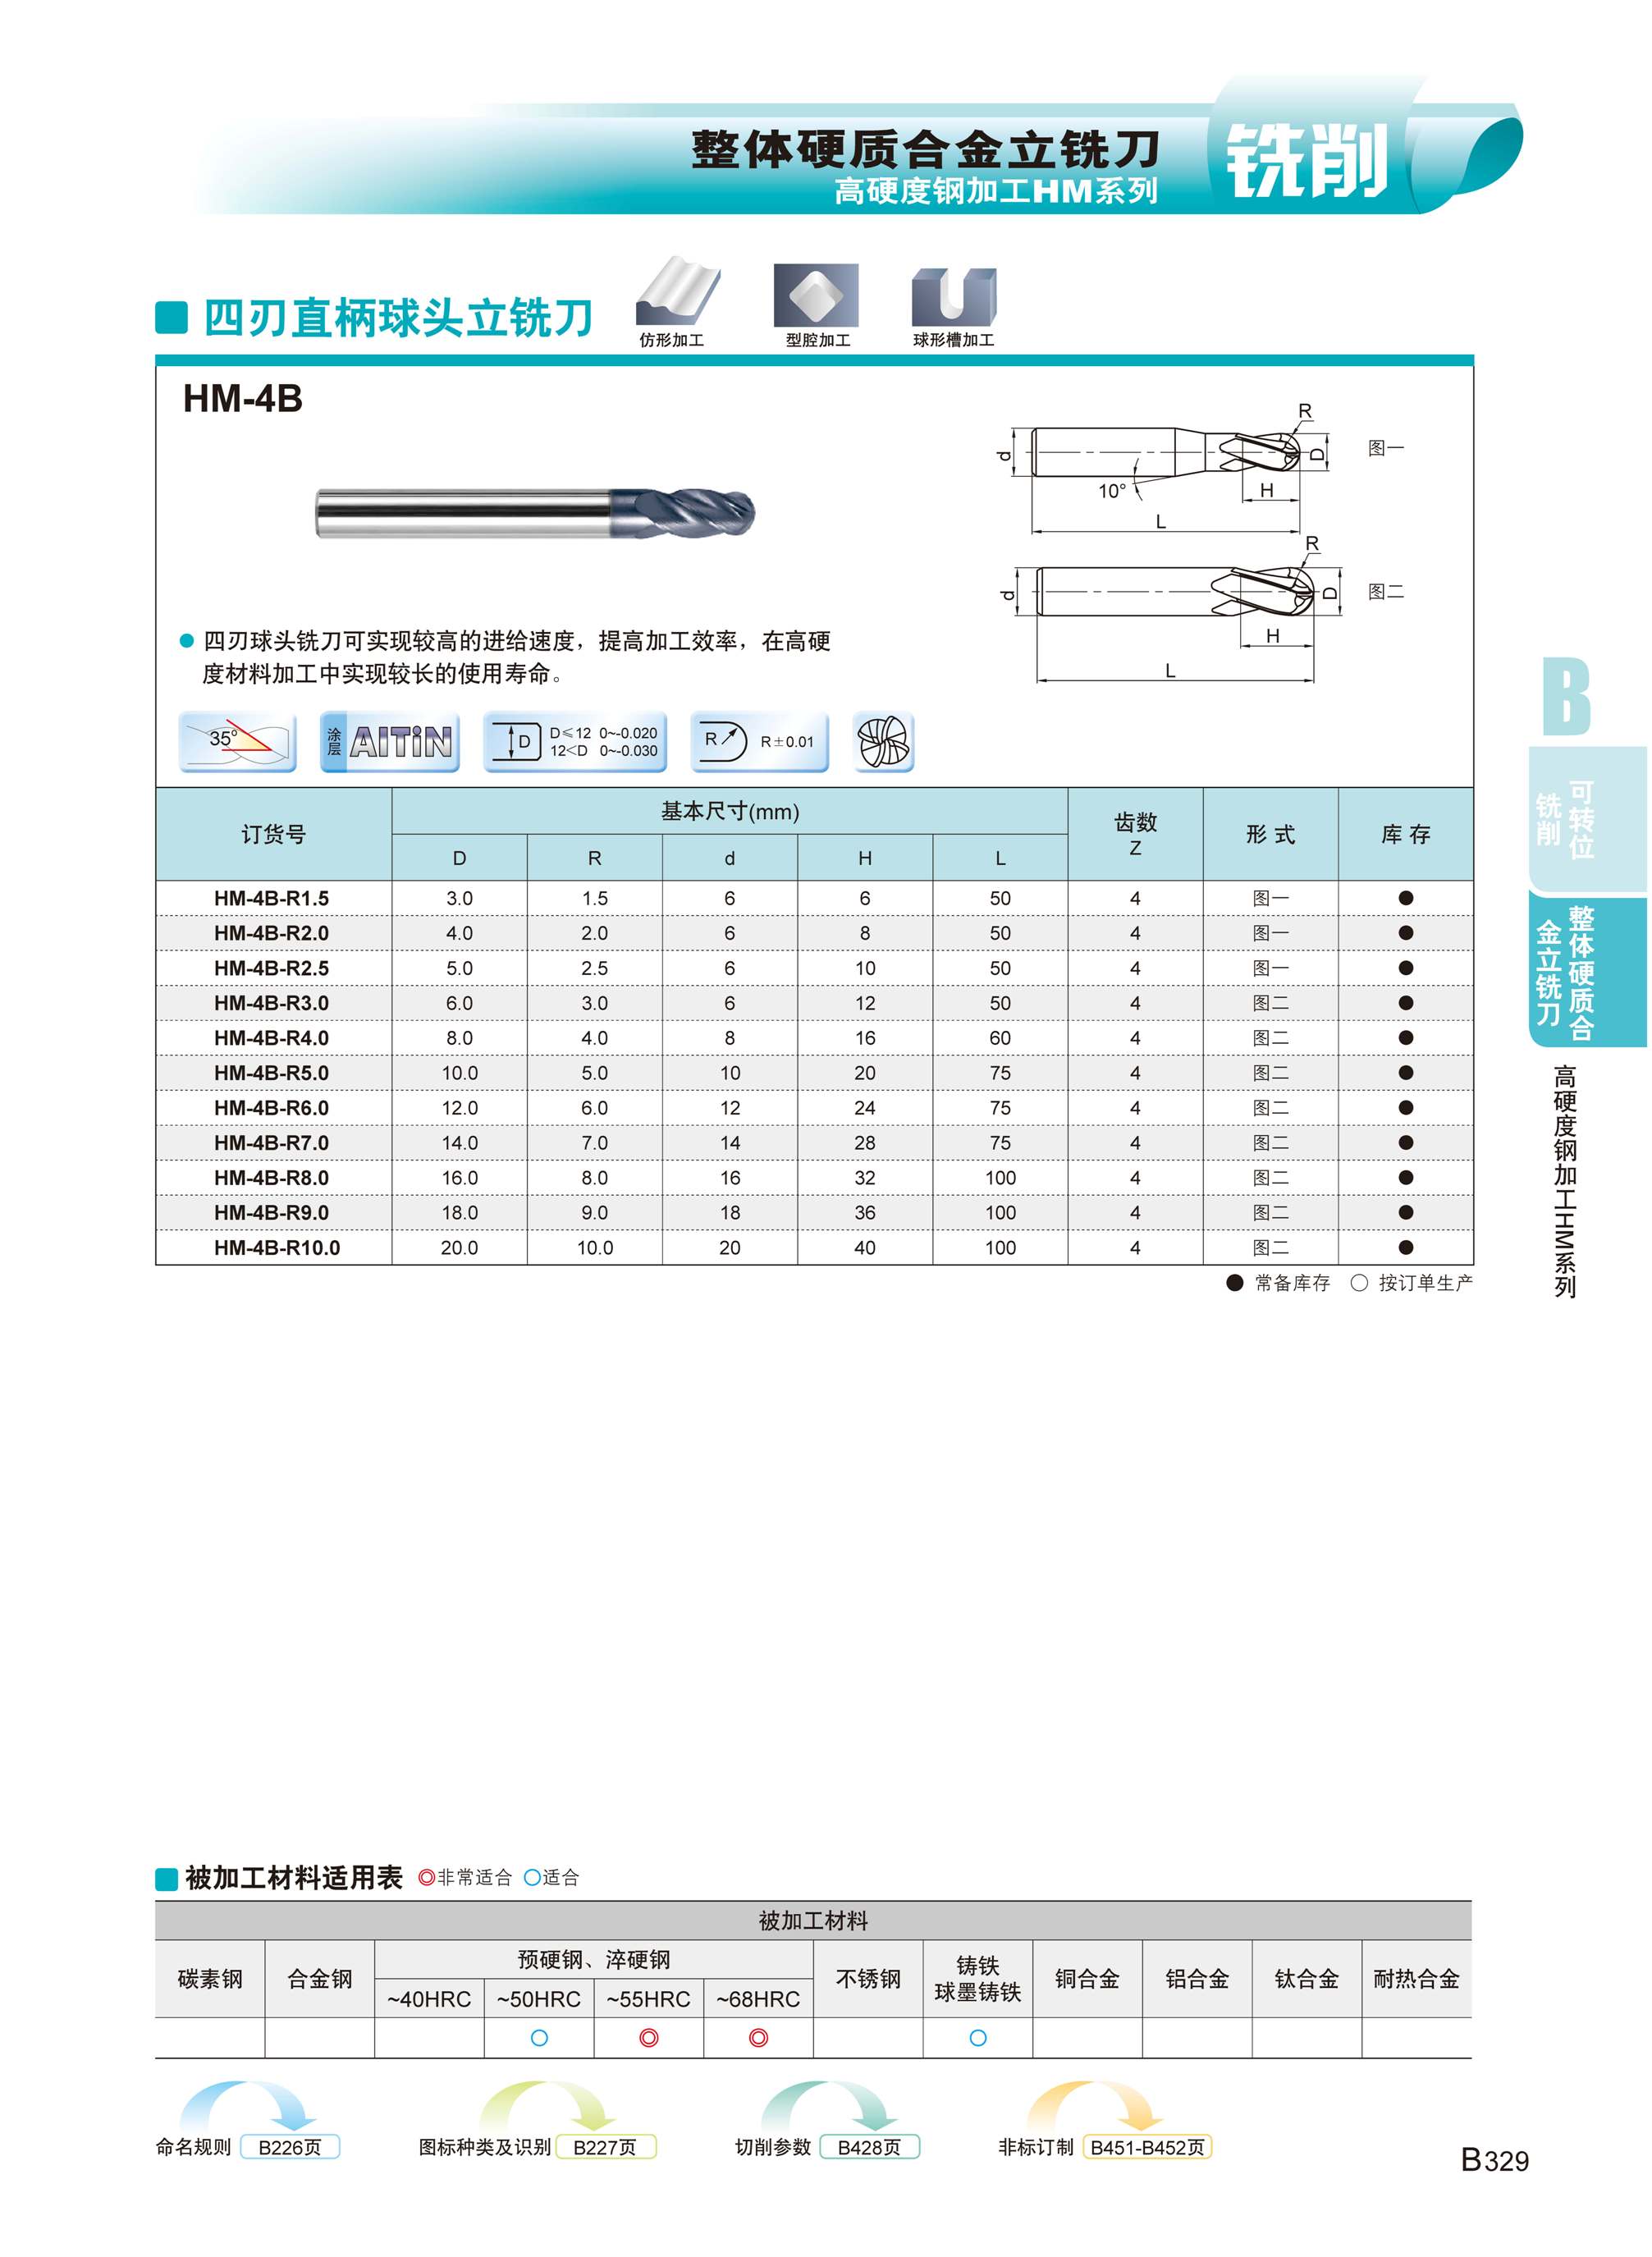 整体硬质合金立铣刀
高硬度钢加工HM系列
铣削
四刃直柄球头立铣刀
仿形加工
型腔加工
球形槽加工
HM-4B
R
图一
d
D
10°
H
L
R
图二
d
D
H
L
四刃球头铣刀可实现较高的进给速度，提高加工效率，在高硬
度材料加工中实现较长的使用寿命。
35°
涂层 AlTiN
D
D≤12 0~-0.020
12<D 0~-0.030
R
R±0.01
订货号 基本尺寸(mm) 齿数 Z 形式 库存
D R d H L
HM-4B-R1.5 3.0 1.5 6 6 50 4 图一 ●
HM-4B-R2.0 4.0 2.0 6 8 50 4 图一 ●
HM-4B-R2.5 5.0 2.5 6 10 50 4 图一 ●
HM-4B-R3.0 6.0 3.0 6 12 50 4 图二 ●
HM-4B-R4.0 8.0 4.0 8 16 60 4 图二 ●
HM-4B-R5.0 10.0 5.0 10 20 75 4 图二 ●
HM-4B-R6.0 12.0 6.0 12 24 75 4 图二 ●
HM-4B-R7.0 14.0 7.0 14 28 75 4 图二 ●
HM-4B-R8.0 16.0 8.0 16 32 100 4 图二 ●
HM-4B-R9.0 18.0 9.0 18 36 100 4 图二 ●
HM-4B-R10.0 20.0 10.0 20 40 100 4 图二 ●
● 常备库存 ○ 按订单生产
B
可转位
铣削
整体硬质合
金立铣刀
高硬度钢加工HM系列
被加工材料适用表 ◎非常适合 ○适合
被加工材料
碳素钢 合金钢 预硬钢、淬硬钢 不锈钢 铸铁 球墨铸铁 铜合金 铝合金 钛合金 耐热合金
~40HRC ~50HRC ~55HRC ~68HRC
○ ◎ ◎ ○
命名规则 B226页
图标种类及识别 B227页
切削参数 B428页
非标订制 B451-B452页
B329